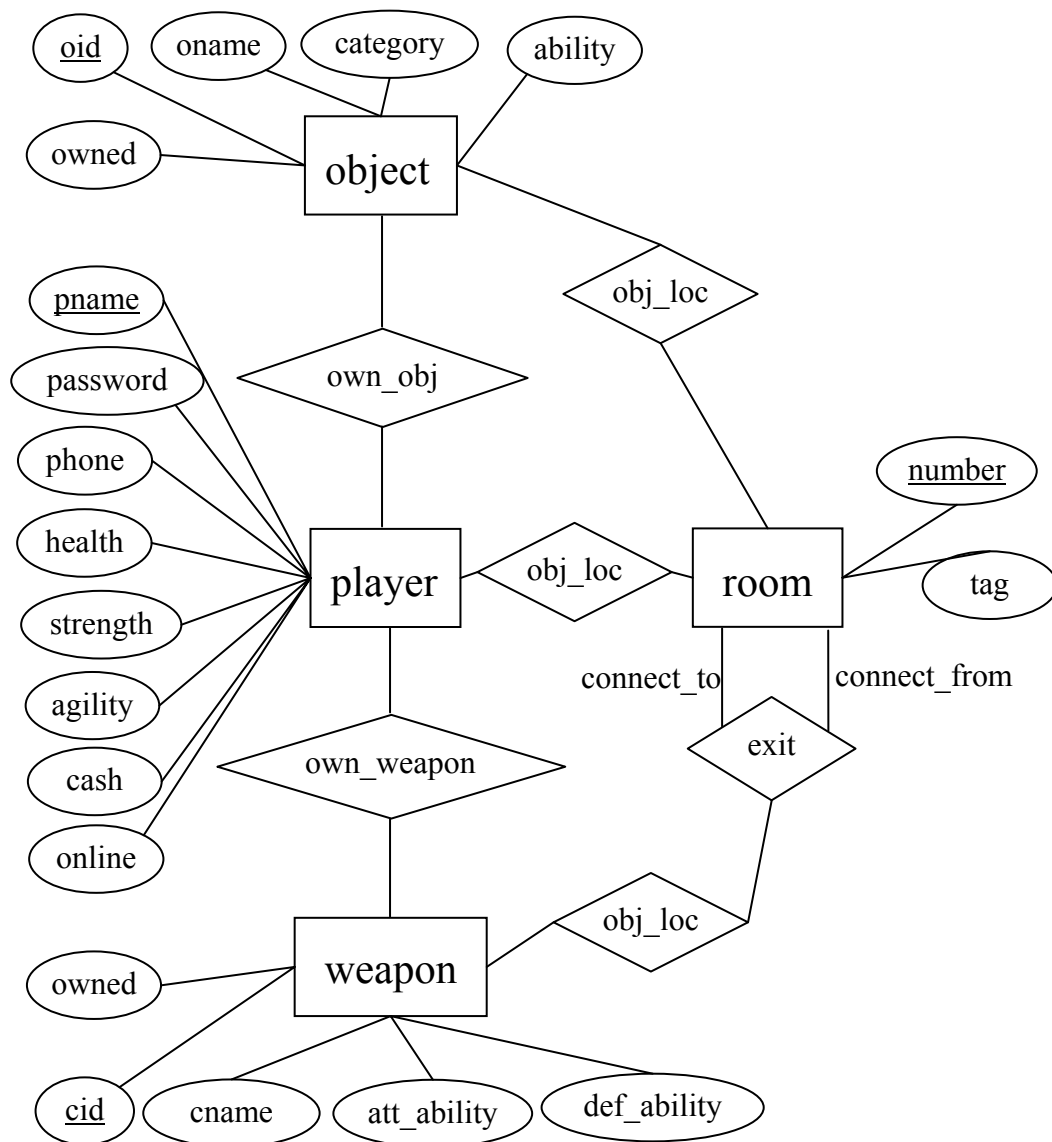 oid
oname
category
ability
owned
object
pname
obj_loc
password
own_obj
phone
number
health
player
obj_loc
room
tag
strength
connect_to
connect_from
agility
exit
own_weapon
cash
online
obj_loc
weapon
owned
cid
cname
att_ability
def_ability